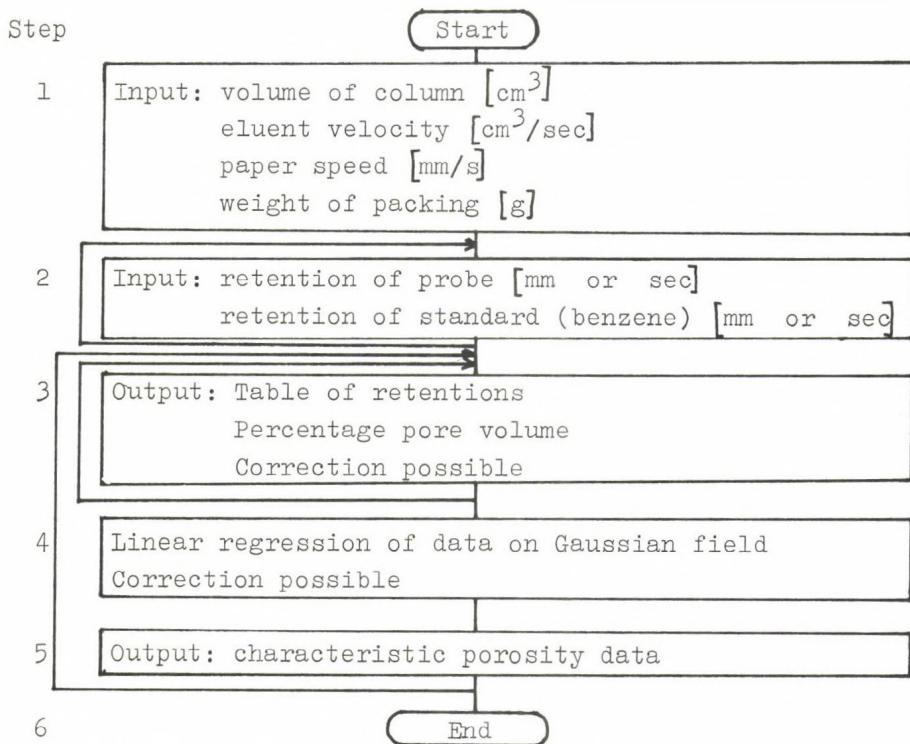 Step Start
1 Input: volume of column [cm³]
eluent velocity [cm³/sec]
paper speed [mm/s]
weight of packing [g]
2 Input: retention of probe [mm or sec]
retention of standard (benzene) [mm or sec]
3 Output: Table of retentions
Percentage pore volume
Correction possible
4 Linear regression of data on Gaussian field
Correction possible
5 Output: characteristic porosity data
6 End